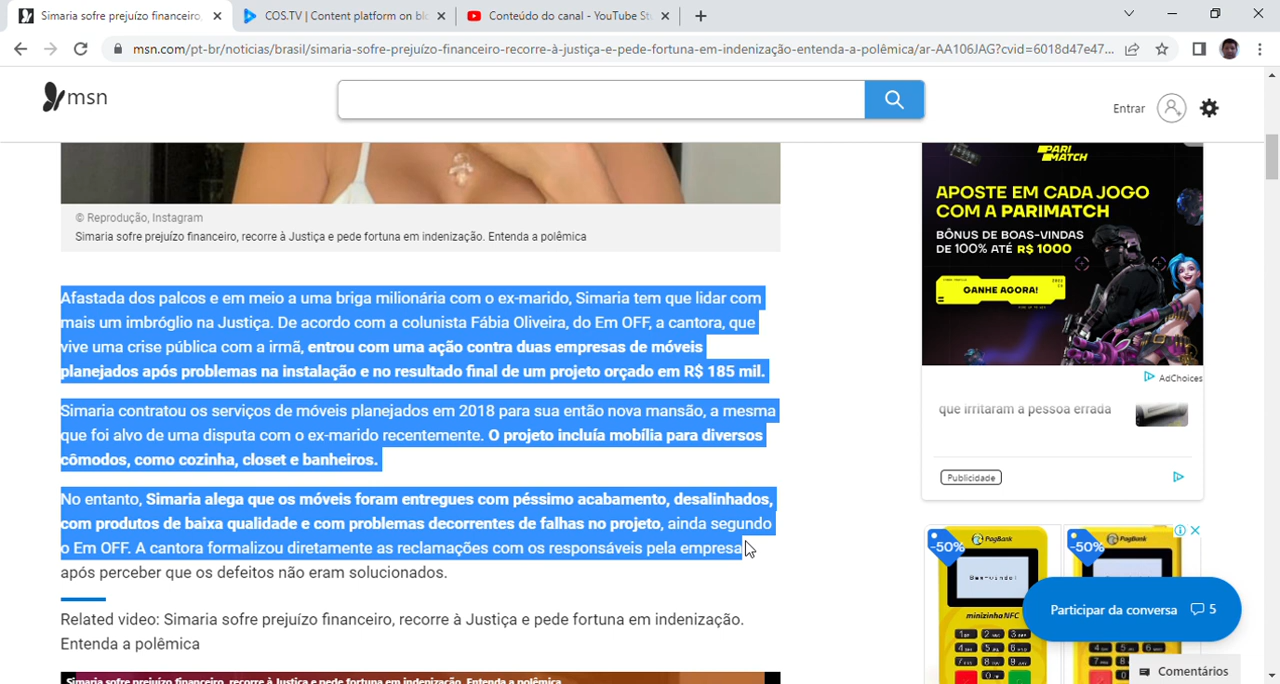 Simaria sofre prejuízo financeiro,
COS.TV | Content platform on blo
Conteúdo do canal - YouTube Stu
msn.com/pt-br/noticias/brasil/simaria-sofre-prejuízo-financeiro-recorre-à-justiça-e-pede-fortuna-em-indenização-entenda-a-polêmica/ar-AA106JAG?cvid=6018d47e47...
msn
Entrar
© Reprodução, Instagram
Simaria sofre prejuízo financeiro, recorre à Justiça e pede fortuna em indenização. Entenda a polêmica
Afastada dos palcos e em meio a uma briga milionária com o ex-marido, Simaria tem que lidar com
mais um imbróglio na Justiça. De acordo com a colunista Fábia Oliveira, do Em OFF, a cantora, que
vive uma crise pública com a irmã, entrou com uma ação contra duas empresas de móveis
planejados após problemas na instalação e no resultado final de um projeto orçado em R$ 185 mil.
Simaria contratou os serviços de móveis planejados em 2018 para sua então nova mansão, a mesma
que foi alvo de uma disputa com o ex-marido recentemente. O projeto incluía mobília para diversos
cômodos, como cozinha, closet e banheiros.
No entanto, Simaria alega que os móveis foram entregues com péssimo acabamento, desalinhados,
com produtos de baixa qualidade e com problemas decorrentes de falhas no projeto, ainda segundo
o Em OFF. A cantora formalizou diretamente as reclamações com os responsáveis pela empresa
após perceber que os defeitos não eram solucionados.
Related video: Simaria sofre prejuízo financeiro, recorre à Justiça e pede fortuna em indenização.
Entenda a polêmica
Simaria sofre prejuízo financeiro, recorre à Justiça e pede fortuna em indenização. Entenda a polêmica
PARI
MATCH
APOSTE EM CADA JOGO
COM A PARIMATCH
BÔNUS DE BOAS-VINDAS
DE 100% ATÉ R$ 1000
GANHE AGORA!
AdChoices
que irritaram a pessoa errada
Publicidade
-50%
PagBank
-50%
PagBank
minizinhaNFC
Participar da conversa 5
Comentários